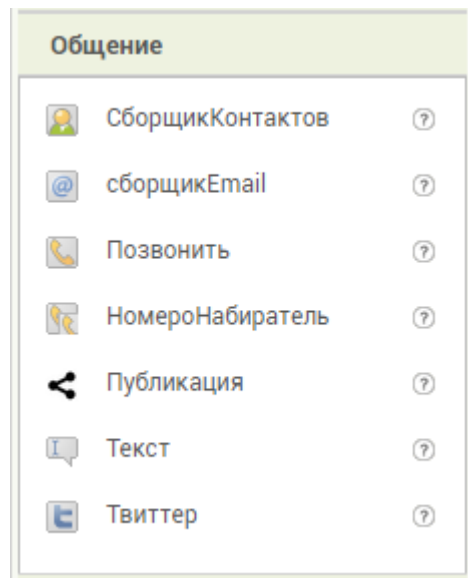 Общение
СборщикКонтактов
сборщикEmail
Позвонить
НомероНабиратель
Публикация
Текст
Твиттер